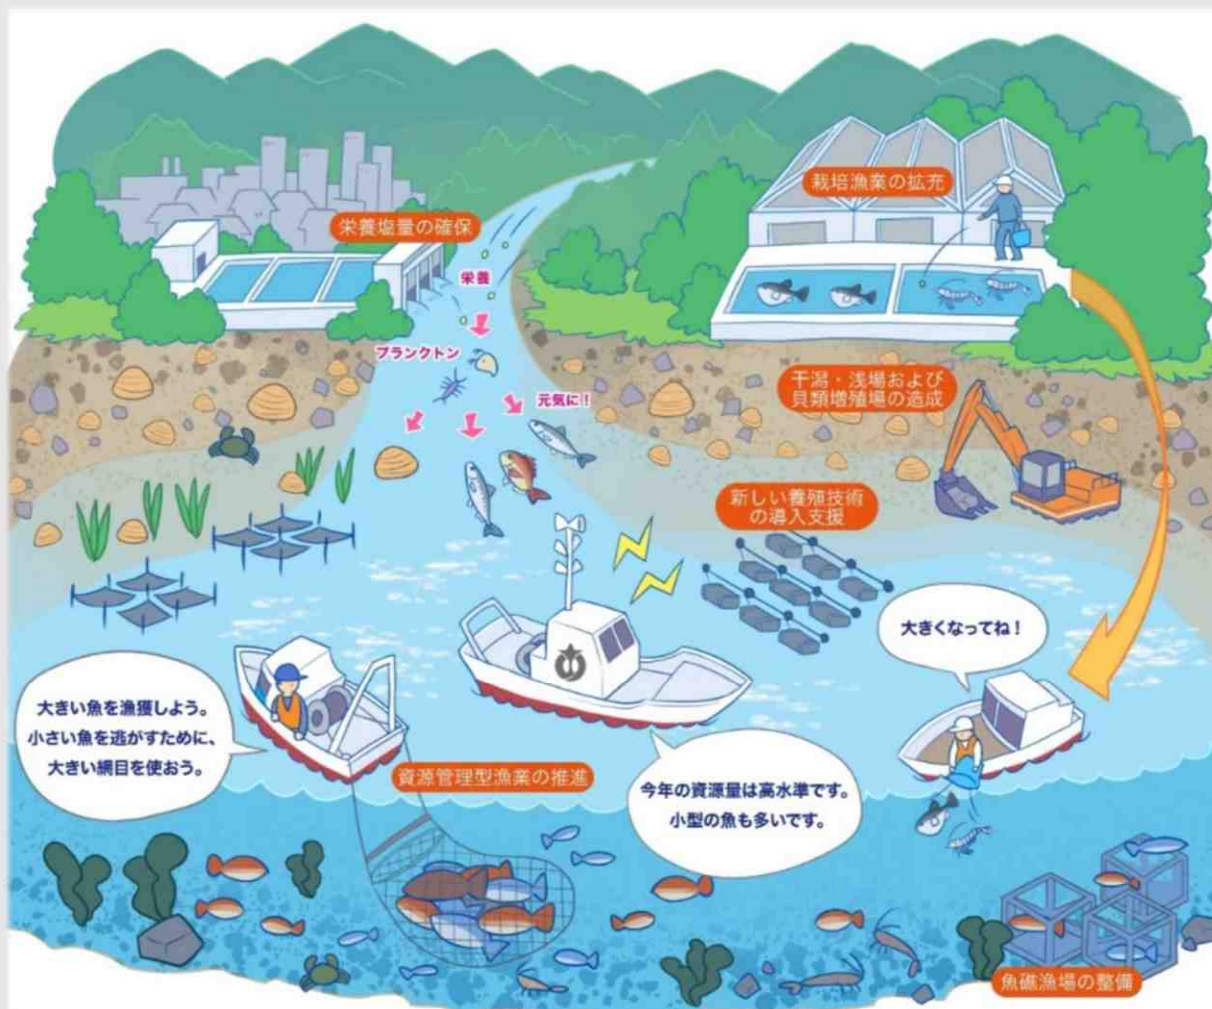 栽培漁業の拡充
栄養塩量の確保
栄養
プランクトン
元気に！
干潟・浅場および
貝類増殖場の造成
新しい養殖技術
の導入支援
大きくなってね！
大きい魚を漁獲しよう。
小さい魚を逃がすために、
大きい網目を使おう。
資源管理型漁業の推進
今年の資源量は高水準です。
小型の魚も多いです。
魚礁漁場の整備